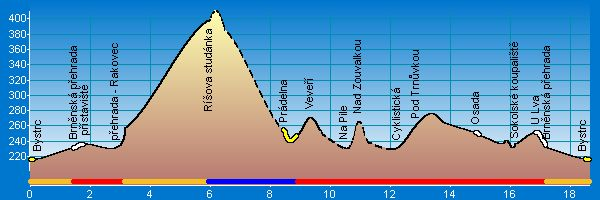 400
380
360
340
320
300
280
260
240
220
Bystrc
Brněnská přehrada
přístaviště
přehrada - Rakovec
Říšova studánka
Prádelna
Veveří
Na Pile
Nad Zouvalkou
Cyklistická
Pod Trnůvkou
Osada
Sokolské koupaliště
U Lva
Brněnská přehrada
Bystrc
0 2 4 6 8 10 12 14 16 18